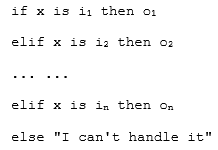 if x is i₁ then o₁
elif x is i₂ then o₂
... ...
elif x is iₙ then oₙ
else "I can't handle it"